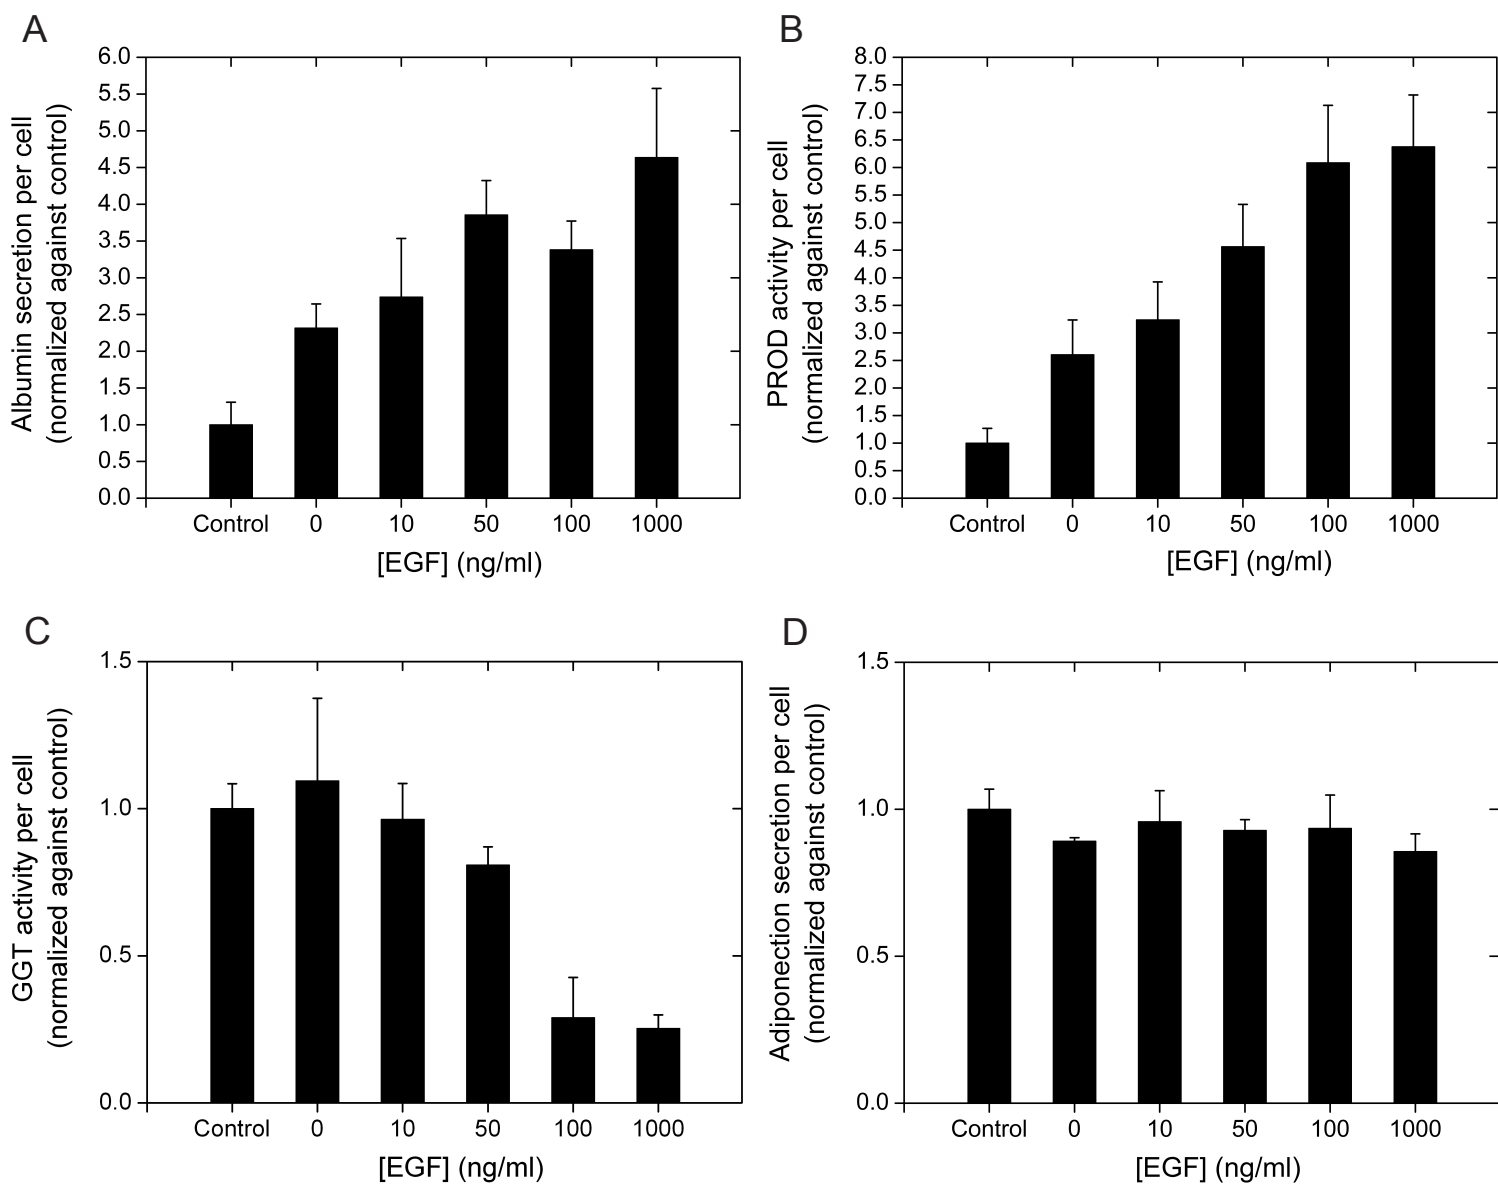 A
Albumin secretion per cell
(normalized against control)
6.0
5.5
5.0
4.5
4.0
3.5
3.0
2.5
2.0
1.5
1.0
0.5
0.0
Control 0 10 50 100 1000
[EGF] (ng/ml)
B
PROD activity per cell
(normalized against control)
8.0
7.5
7.0
6.5
6.0
5.5
5.0
4.5
4.0
3.5
3.0
2.5
2.0
1.5
1.0
0.5
0.0
Control 0 10 50 100 1000
[EGF] (ng/ml)
C
GGT activity per cell
(normalized against control)
1.5
1.0
0.5
0.0
Control 0 10 50 100 1000
[EGF] (ng/ml)
D
Adiponection secretion per cell
(normalized against control)
1.5
1.0
0.5
0.0
Control 0 10 50 100 1000
[EGF] (ng/ml)